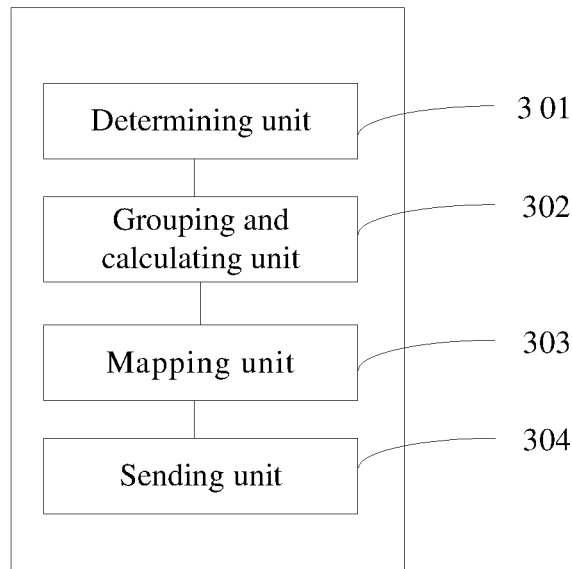 Determining unit
3 01
Grouping and
calculating unit
302
Mapping unit
303
Sending unit
304